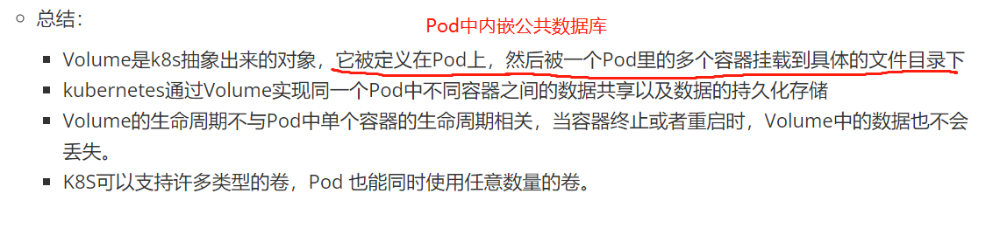 总结：
Pod中内嵌公共数据库
Volume是k8s抽象出来的对象，它被定义在Pod上，然后被一个Pod里的多个容器挂载到具体的文件目录下
kubernetes通过Volume实现同一个Pod中不同容器之间的数据共享以及数据的持久化存储
Volume的生命周期不与Pod中单个容器的生命周期相关，当容器终止或者重启时，Volume中的数据也不会
丢失。
K8S可以支持许多类型的卷，Pod 也能同时使用任意数量的卷。